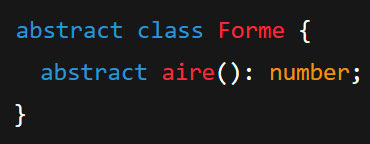 abstract class Forme {
  abstract aire(): number;
}